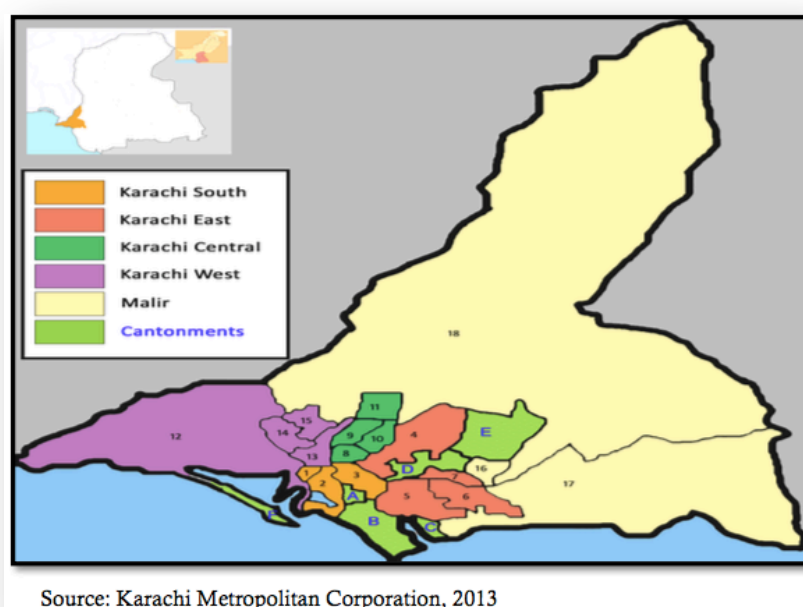 Karachi South
Karachi East
Karachi Central
Karachi West
Malir
Cantonments
18
11
15
14
9
10
4
E
12
13
8
D
16
1
2
3
7
17
A
5
6
F
B
C
Source: Karachi Metropolitan Corporation, 2013